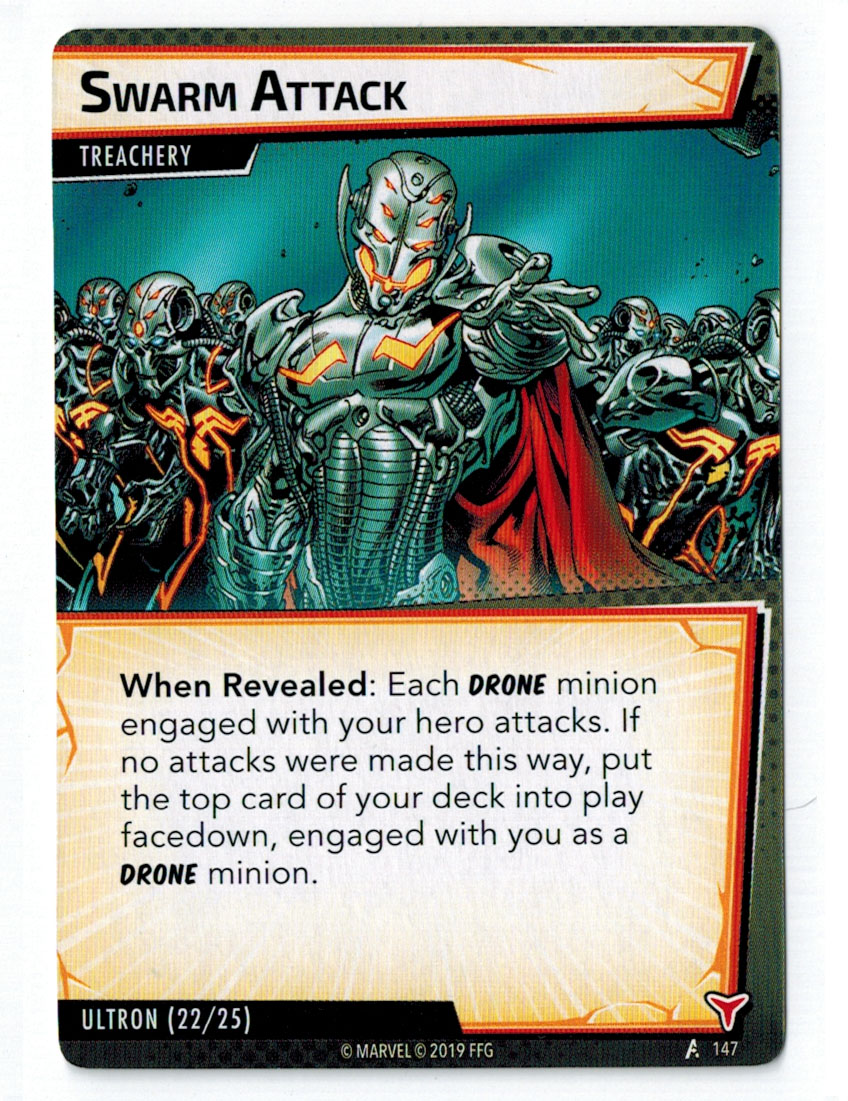 SWARM ATTACK
TREACHERY
When Revealed: Each DRONE minion
engaged with your hero attacks. If
no attacks were made this way, put
the top card of your deck into play
facedown, engaged with you as a
DRONE minion.
ULTRON (22/25)
© MARVEL © 2019 FFG
147